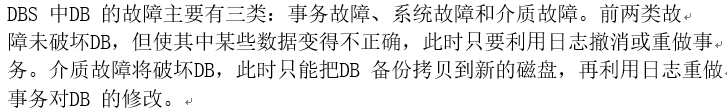 DBS 中DB 的故障主要有三类：事务故障、系统故障和介质故障。前两类故
障未破坏DB，但使其中某些数据变得不正确，此时只要利用日志撤消或重做事
务。介质故障将破坏DB，此时只能把DB 备份拷贝到新的磁盘，再利用日志重做
事务对DB 的修改。